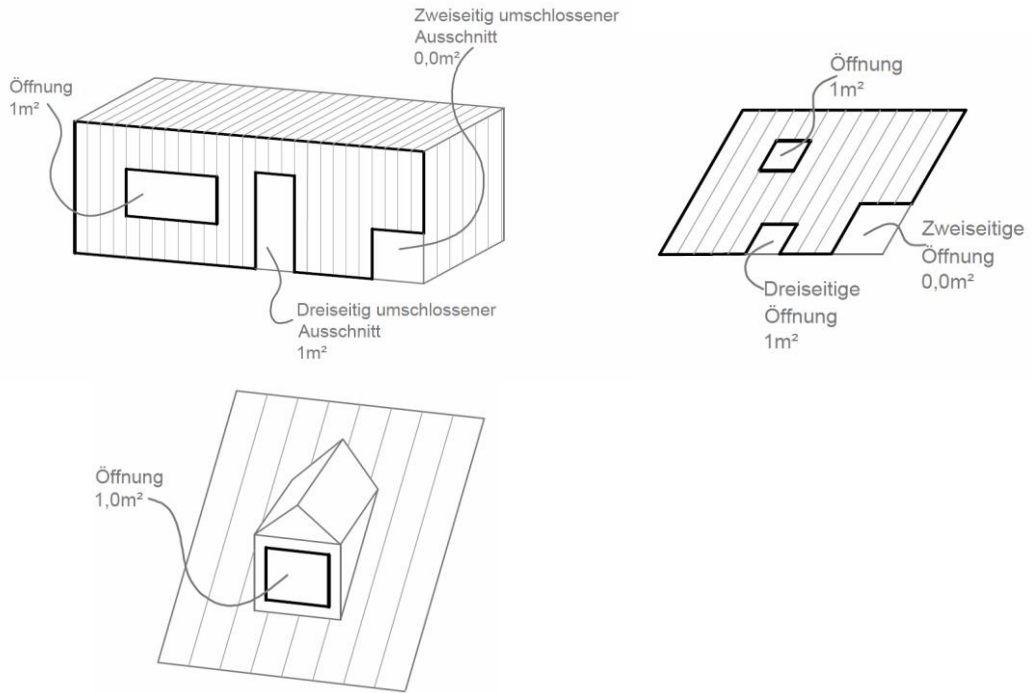 Zweiseitig umschlossener
Ausschnitt
0,0m²
Öffnung
1m²
Dreiseitig umschlossener
Ausschnitt
1m²
Öffnung
1m²
Zweiseitige
Öffnung
0,0m²
Dreiseitige
Öffnung
1m²
Öffnung
1,0m²